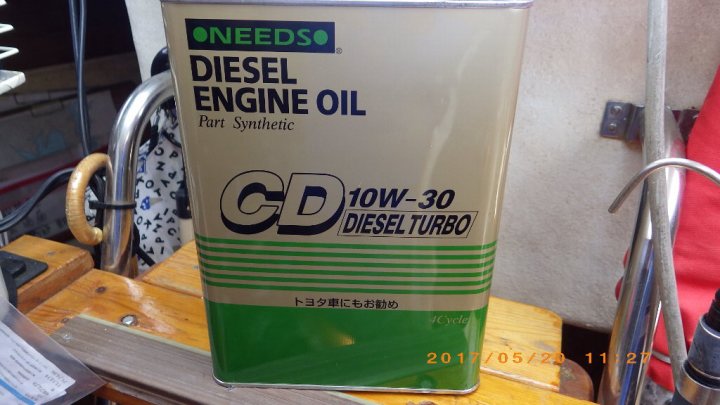 ●NEEDS●®
DIESEL
ENGINE OIL
Part Synthetic
CD 10W-30
DIESEL TURBO
トヨタ車にもお勧め
4Cycle
2017/05/20 11:27